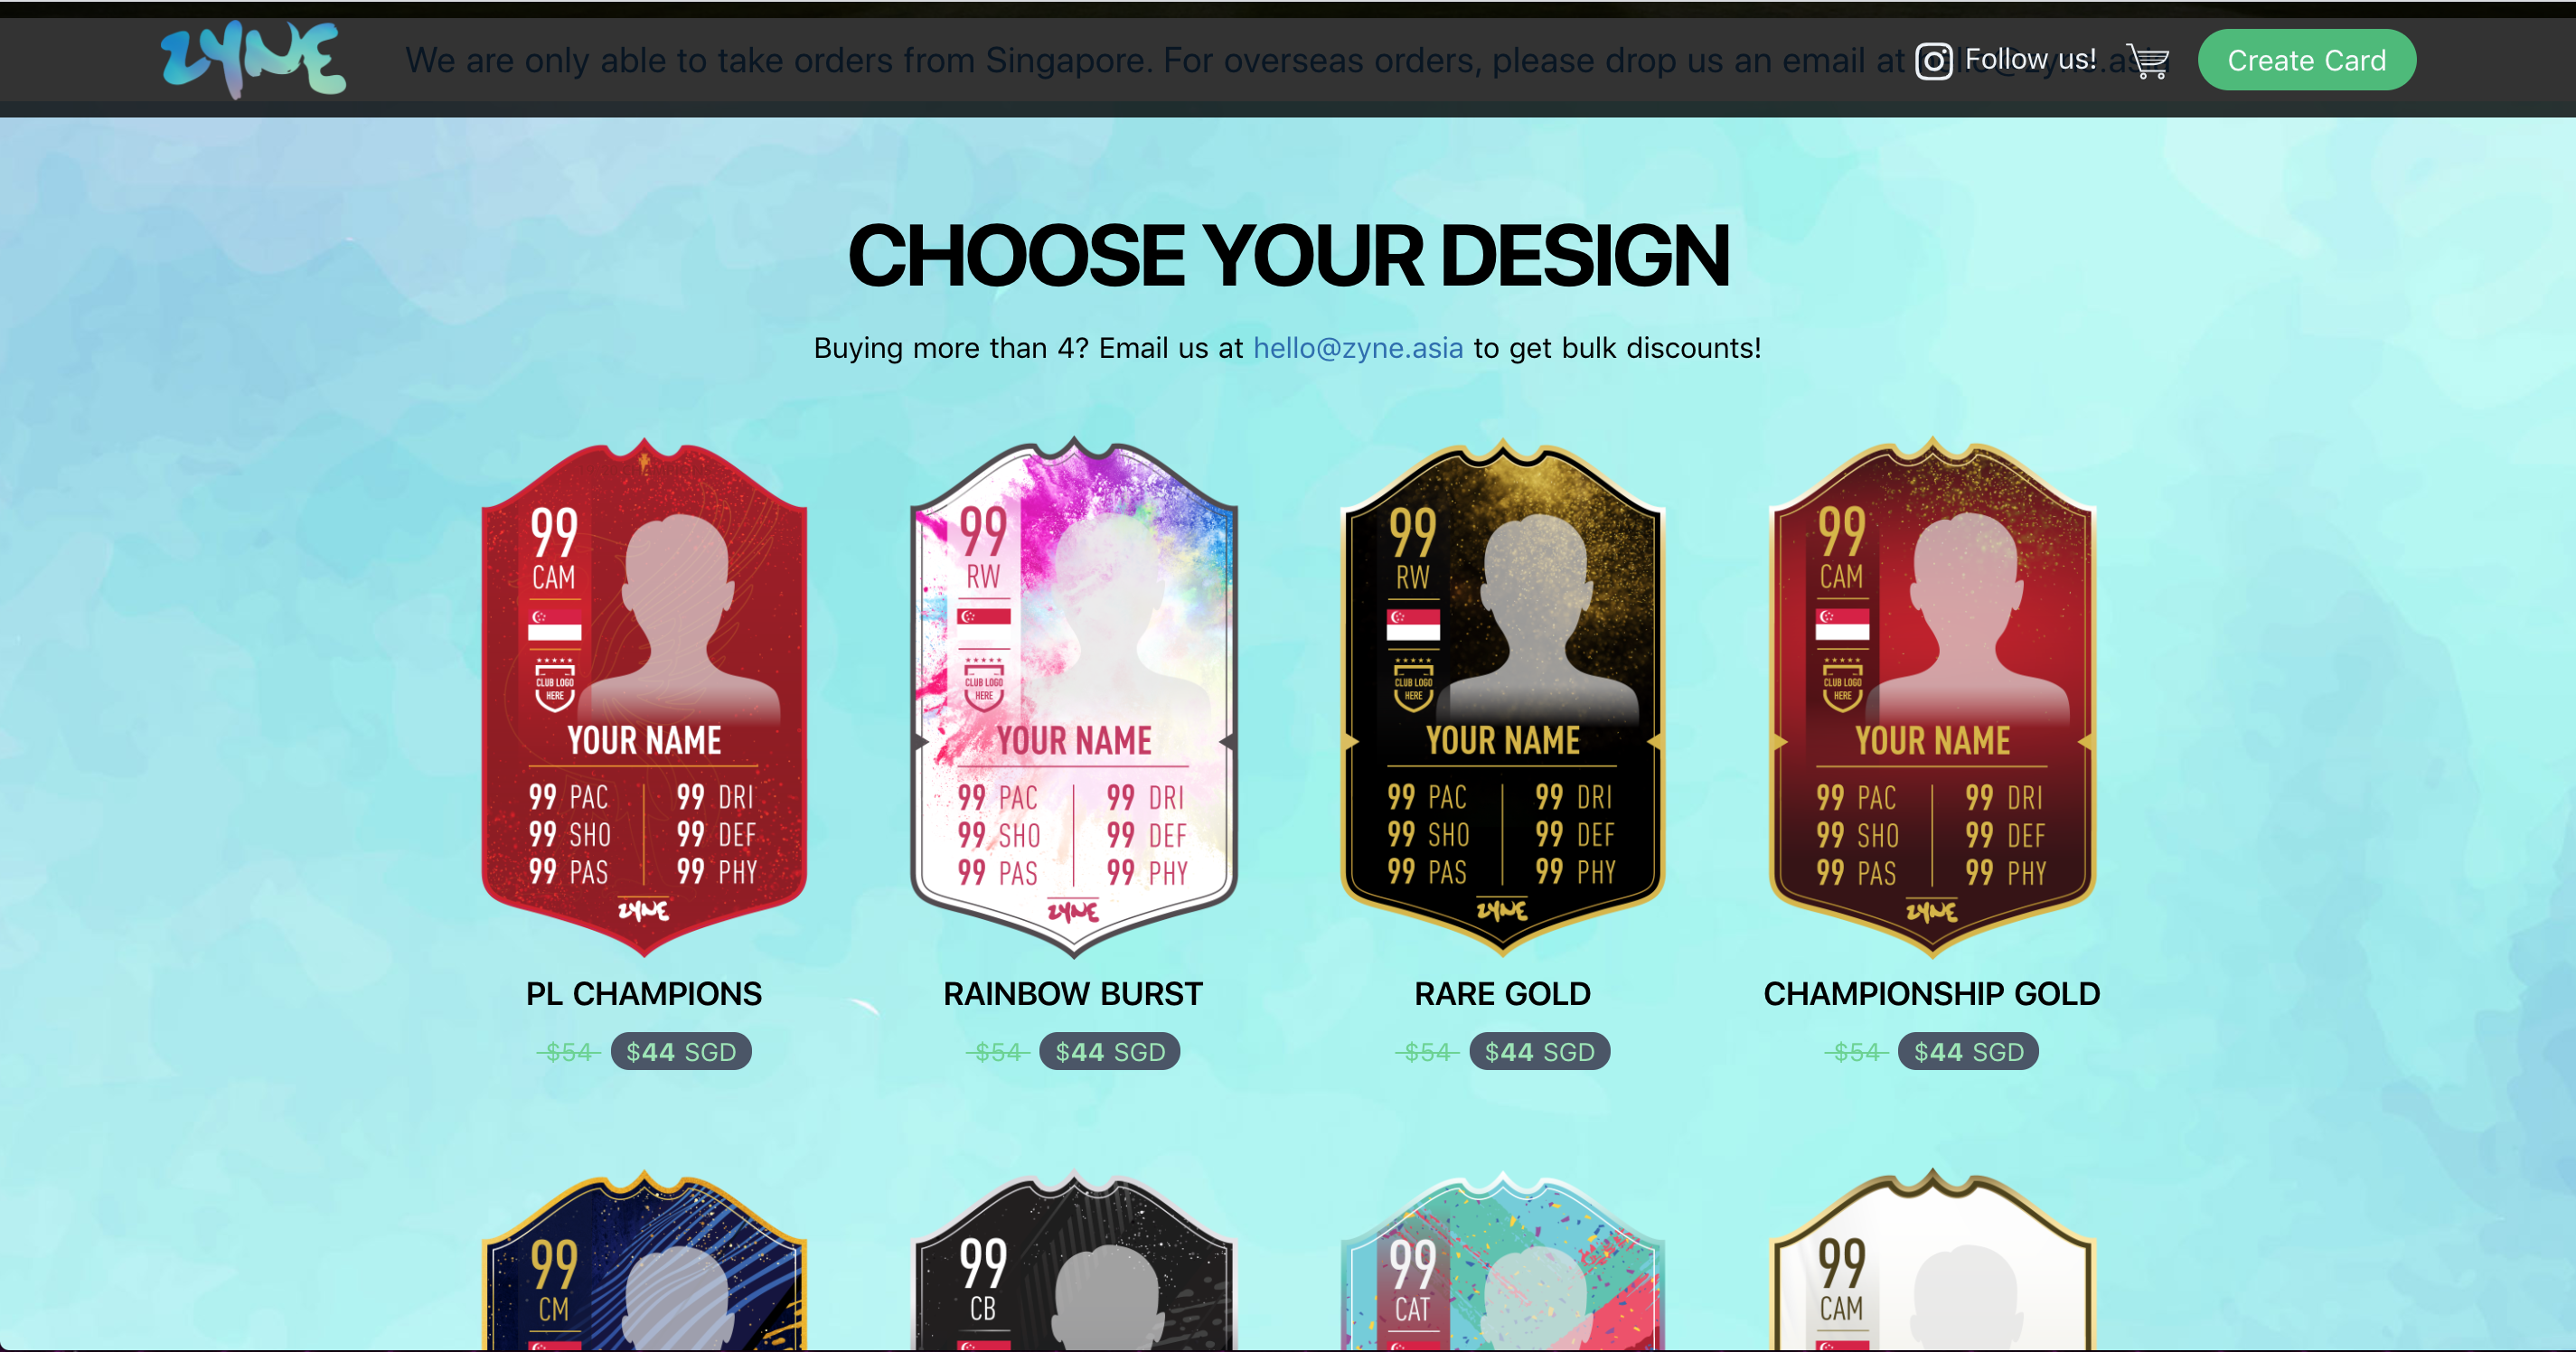 ZYNE
We are only able to take orders from Singapore. For overseas orders, please drop us an email at hello@zyne.asia
Follow us!
Create Card
CHOOSE YOUR DESIGN
Buying more than 4? Email us at hello@zyne.asia to get bulk discounts!
99
CAM
CLUB LOGO
HERE
YOUR NAME
99 PAC 99 DRI
99 SHO 99 DEF
99 PAS 99 PHY
ZYNE
PL CHAMPIONS
$54 $44 SGD
99
RW
CLUB LOGO
HERE
YOUR NAME
99 PAC 99 DRI
99 SHO 99 DEF
99 PAS 99 PHY
ZYNE
RAINBOW BURST
$54 $44 SGD
99
RW
CLUB LOGO
HERE
YOUR NAME
99 PAC 99 DRI
99 SHO 99 DEF
99 PAS 99 PHY
ZYNE
RARE GOLD
$54 $44 SGD
99
CAM
CLUB LOGO
HERE
YOUR NAME
99 PAC 99 DRI
99 SHO 99 DEF
99 PAS 99 PHY
ZYNE
CHAMPIONSHIP GOLD
$54 $44 SGD
99
CM
99
CB
99
CAT
99
CAM